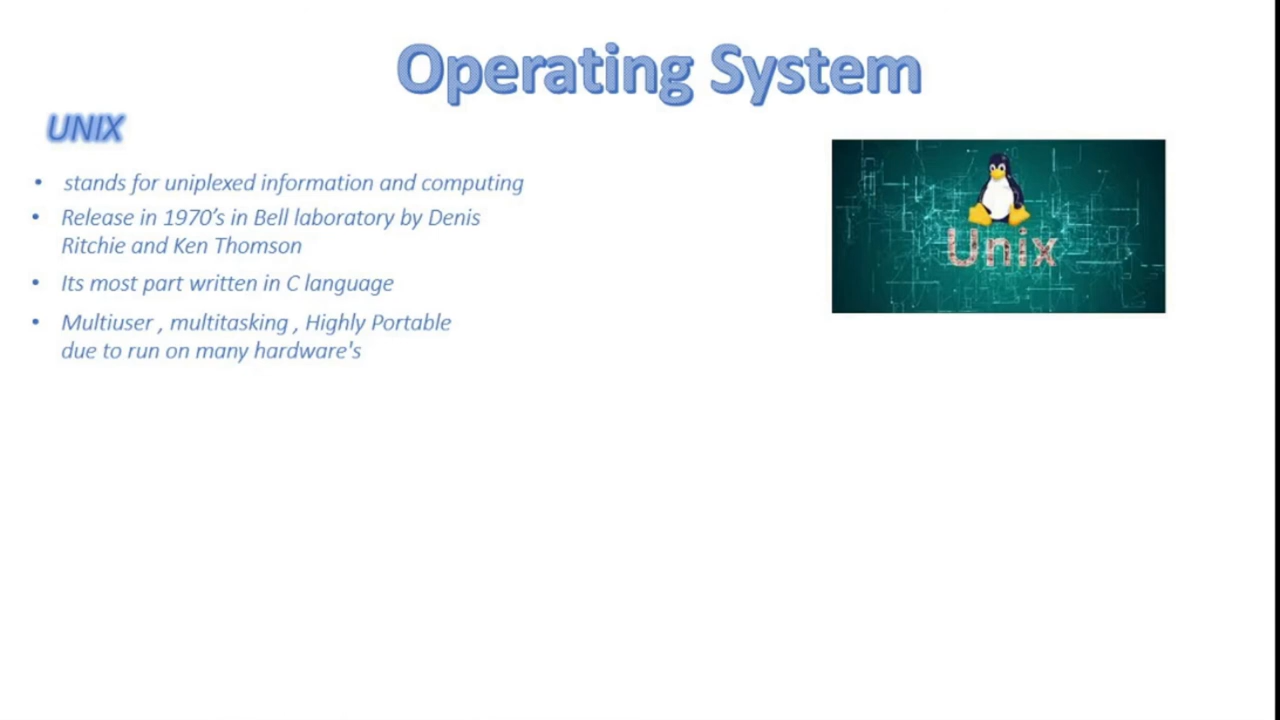 Operating System
UNIX
• stands for uniplexed information and computing
• Release in 1970's in Bell laboratory by Denis
Ritchie and Ken Thomson
• Its most part written in C language
• Multiuser , multitasking , Highly Portable
due to run on many hardware's
Unix